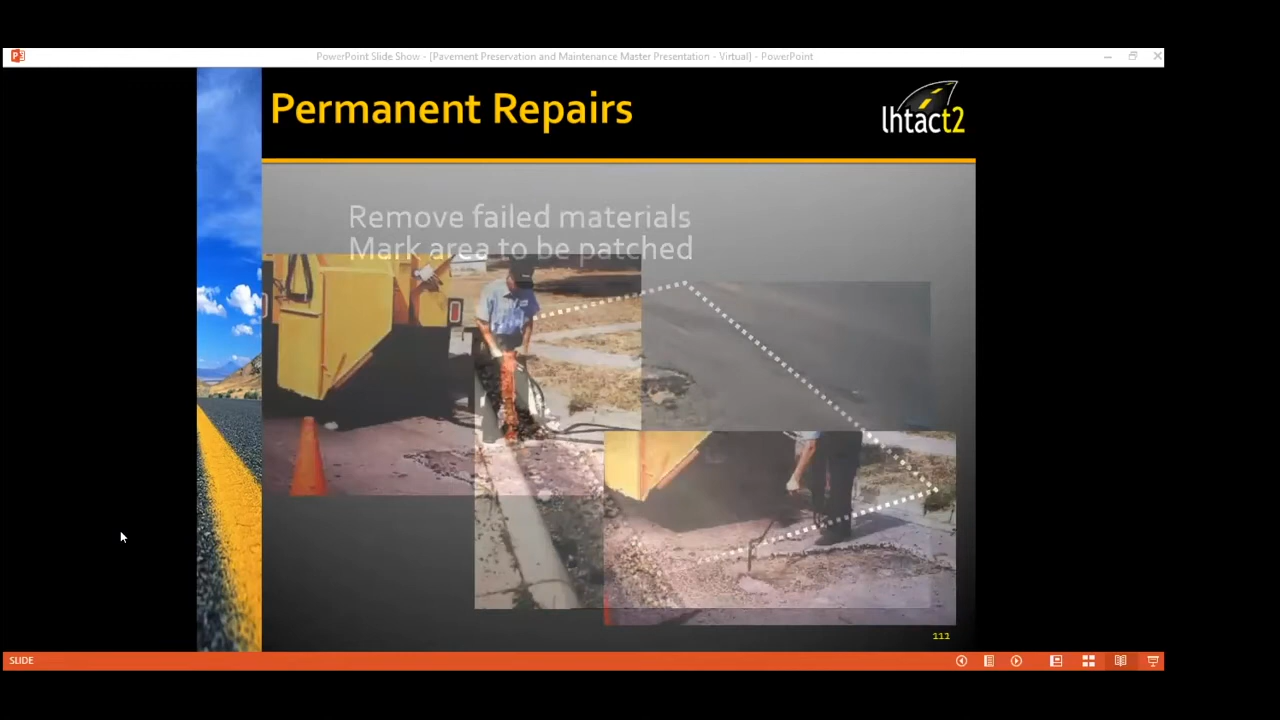 PowerPoint Slide Show - [Pavement Preservation and Maintenance Master Presentation - Virtual] - PowerPoint
Permanent Repairs
lhtact2
Remove failed materials
Mark area to be patched
111
SLIDE